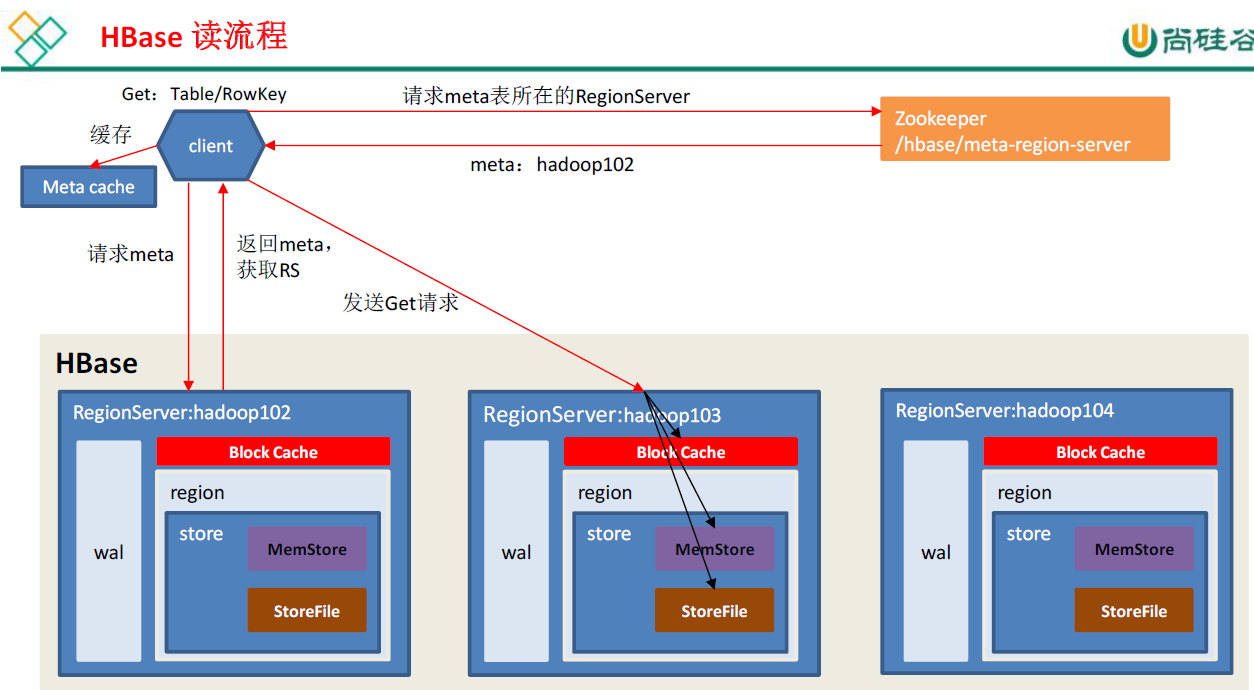 HBase 读流程
尚硅谷
Get：Table/RowKey
请求meta表所在的RegionServer
Zookeeper
/hbase/meta-region-server
缓存
client
meta：hadoop102
Meta cache
请求meta
返回meta，
获取RS
发送Get请求
HBase
RegionServer:hadoop102
Block Cache
region
store
wal
MemStore
StoreFile
RegionServer:hadoop103
Block Cache
region
store
wal
MemStore
StoreFile
RegionServer:hadoop104
Block Cache
region
store
wal
MemStore
StoreFile